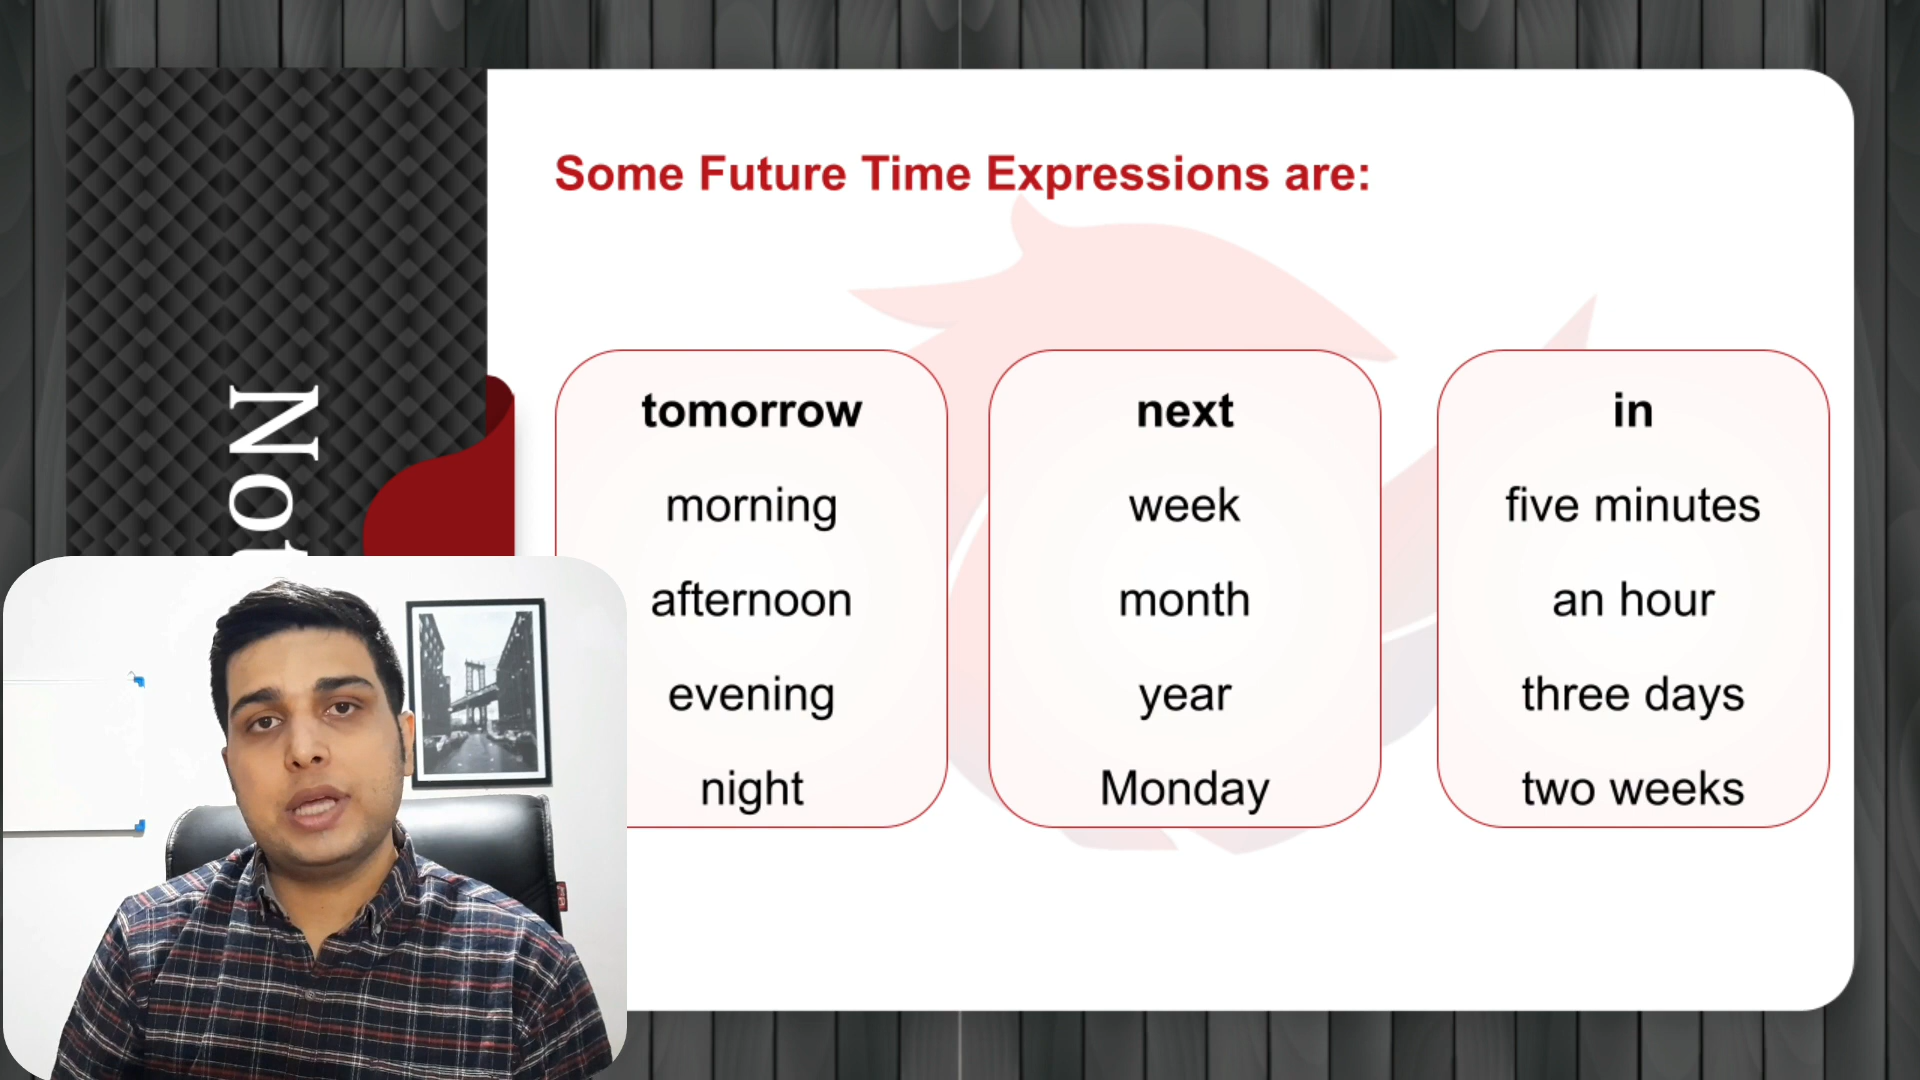 Some Future Time Expressions are:
tomorrow
morning
afternoon
evening
night
next
week
month
year
Monday
in
five minutes
an hour
three days
two weeks